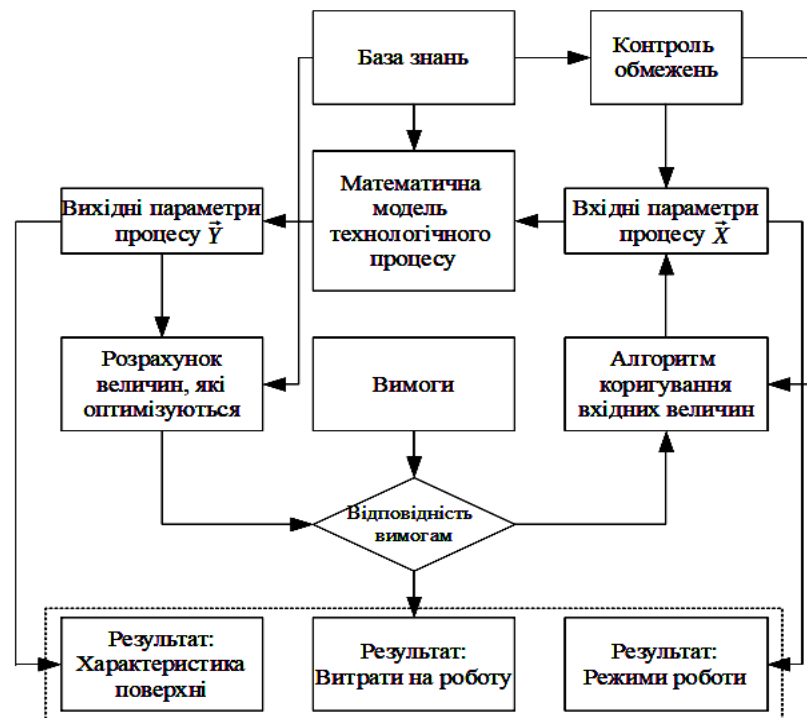 База знань
Контроль
обмежень
Математична
модель
технологічного
процесу
Вихідні параметри
процесу Y⃗
Вхідні параметри
процесу X⃗
Розрахунок
величин, які
оптимізуються
Вимоги
Алгоритм
коригування
вхідних величин
Відповідність
вимогам
Результат:
Характеристика
поверхні
Результат:
Витрати на роботу
Результат:
Режими роботи